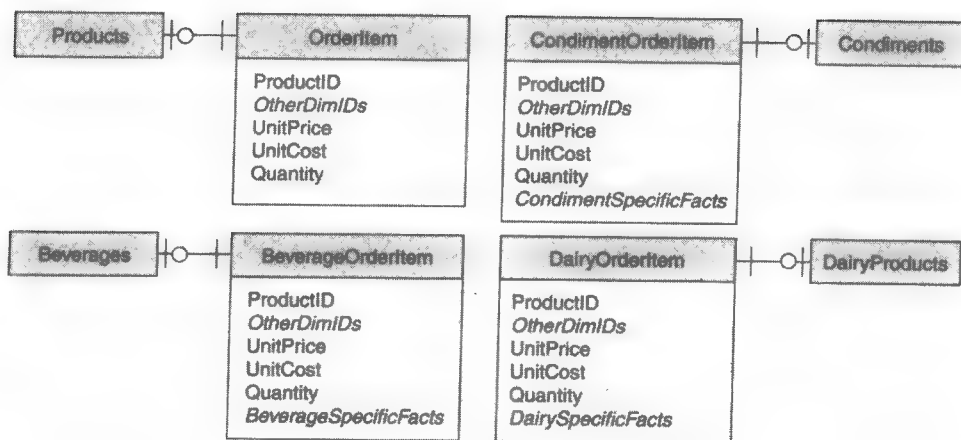 Products
OrderItem
ProductID
OtherDimIDs
UnitPrice
UnitCost
Quantity
CondimentOrderItem
Condiments
ProductID
OtherDimIDs
UnitPrice
UnitCost
Quantity
CondimentSpecificFacts
Beverages
BeverageOrderItem
ProductID
OtherDimIDs
UnitPrice
UnitCost
Quantity
BeverageSpecificFacts
DairyOrderItem
DairyProducts
ProductID
OtherDimIDs
UnitPrice
UnitCost
Quantity
DairySpecificFacts